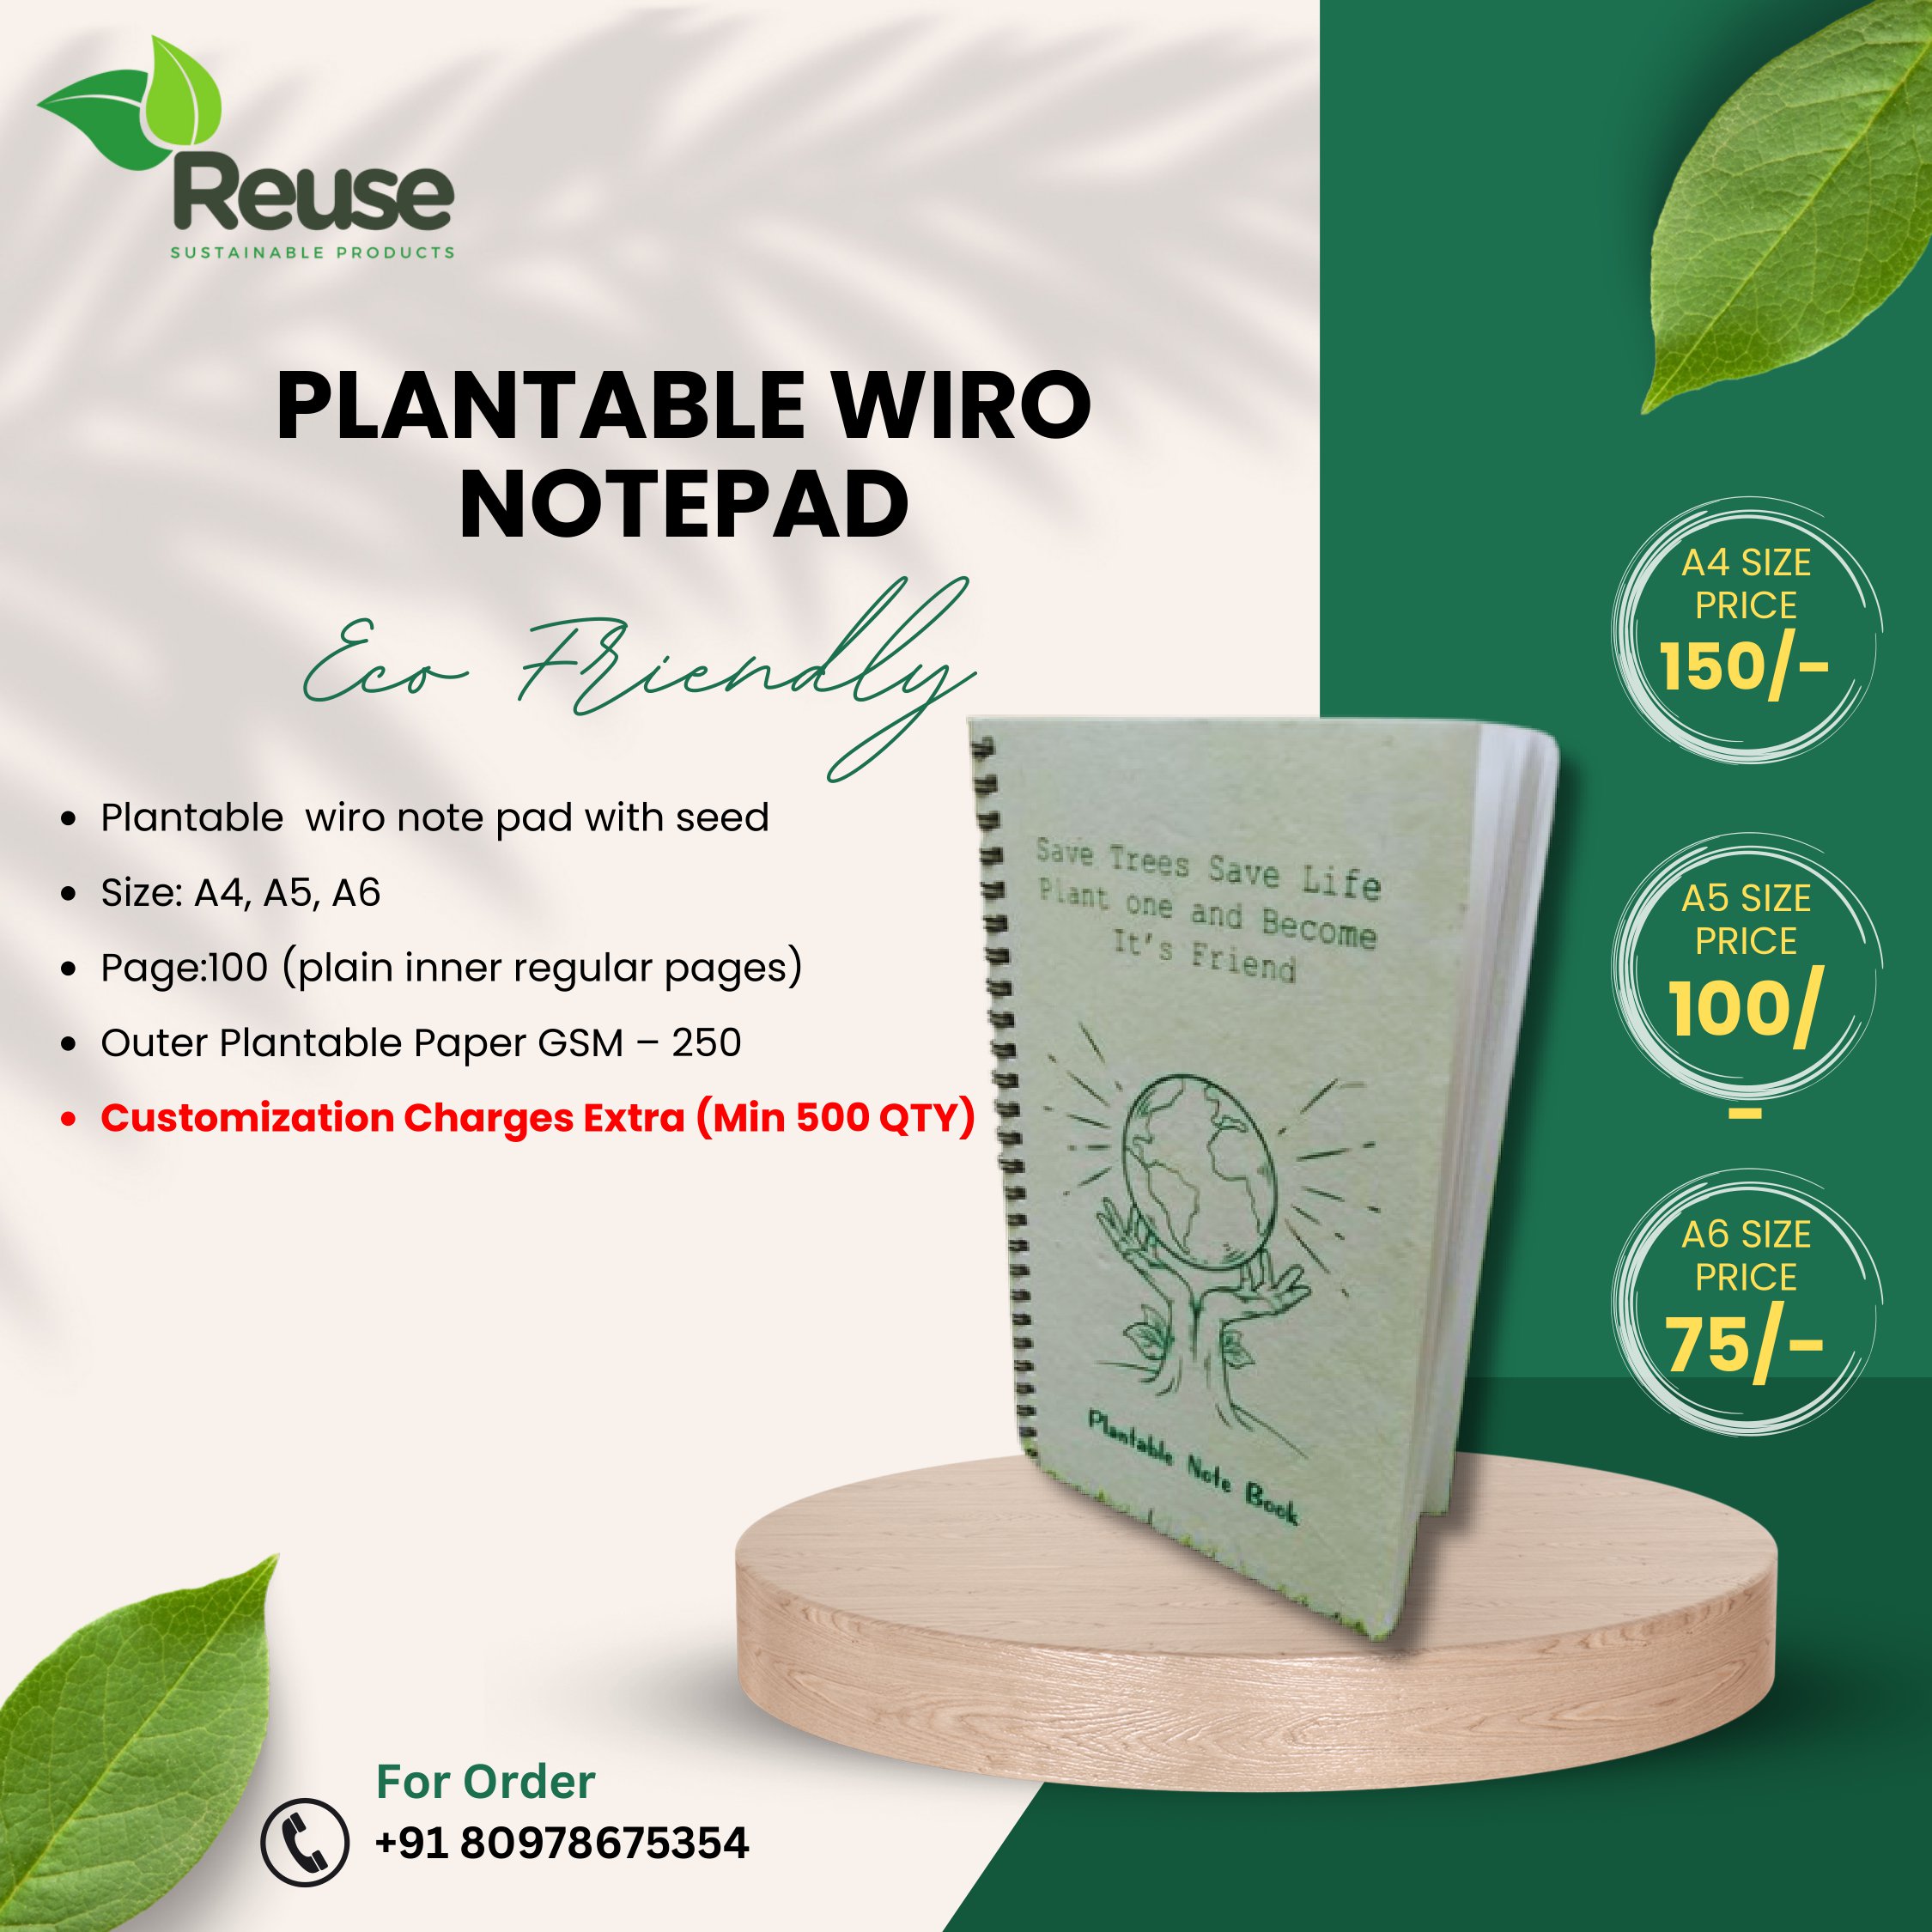 Reuse
SUSTAINABLE PRODUCTS
PLANTABLE WIRO
NOTEPAD
Eco Friendly
• Plantable  wiro note pad with seed
• Size: A4, A5, A6
• Page:100 (plain inner regular pages)
• Outer Plantable Paper GSM – 250
• Customization Charges Extra (Min 500 QTY)
A4 SIZE
PRICE
150/-
A5 SIZE
PRICE
100/
-
A6 SIZE
PRICE
75/-
Save Trees Save Life
Plant one and Become
It's Friend
Plantable Note Book
For Order
+91 80978675354